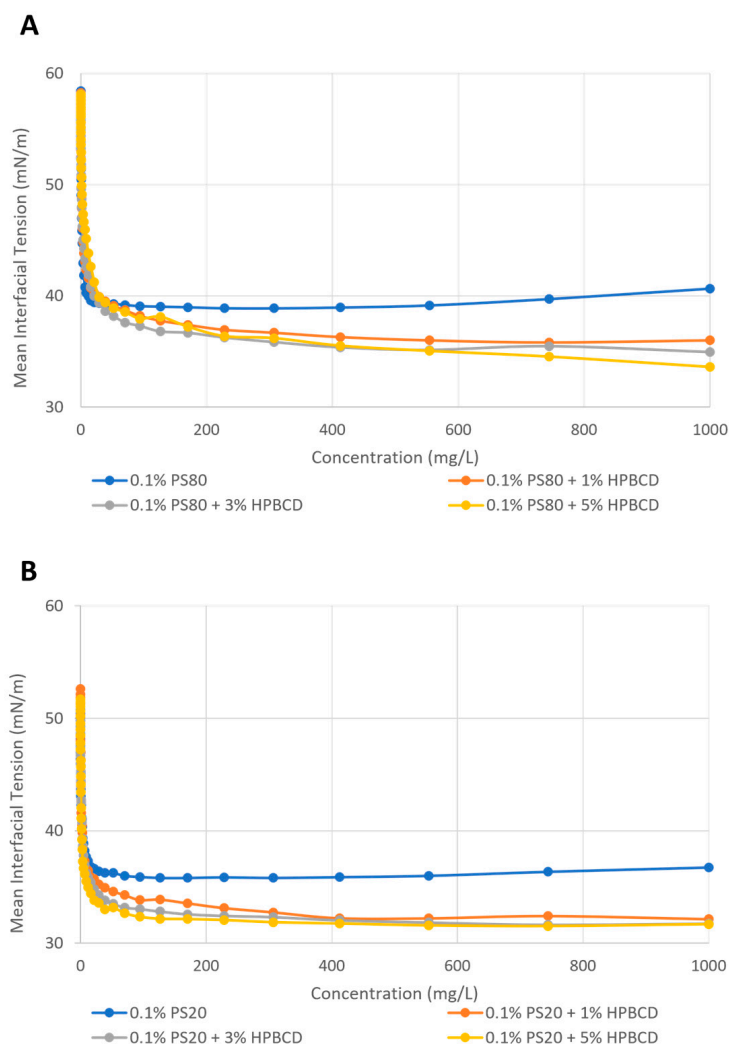 A
60
50
40
30
Mean Interfacial Tension (mN/m)
0 200 400 600 800 1000
Concentration (mg/L)
0.1% PS80 0.1% PS80 + 1% HPBCD
0.1% PS80 + 3% HPBCD 0.1% PS80 + 5% HPBCD
B
60
50
40
30
Mean Interfacial Tension (mN/m)
0 200 400 600 800 1000
Concentration (mg/L)
0.1% PS20 0.1% PS20 + 1% HPBCD
0.1% PS20 + 3% HPBCD 0.1% PS20 + 5% HPBCD